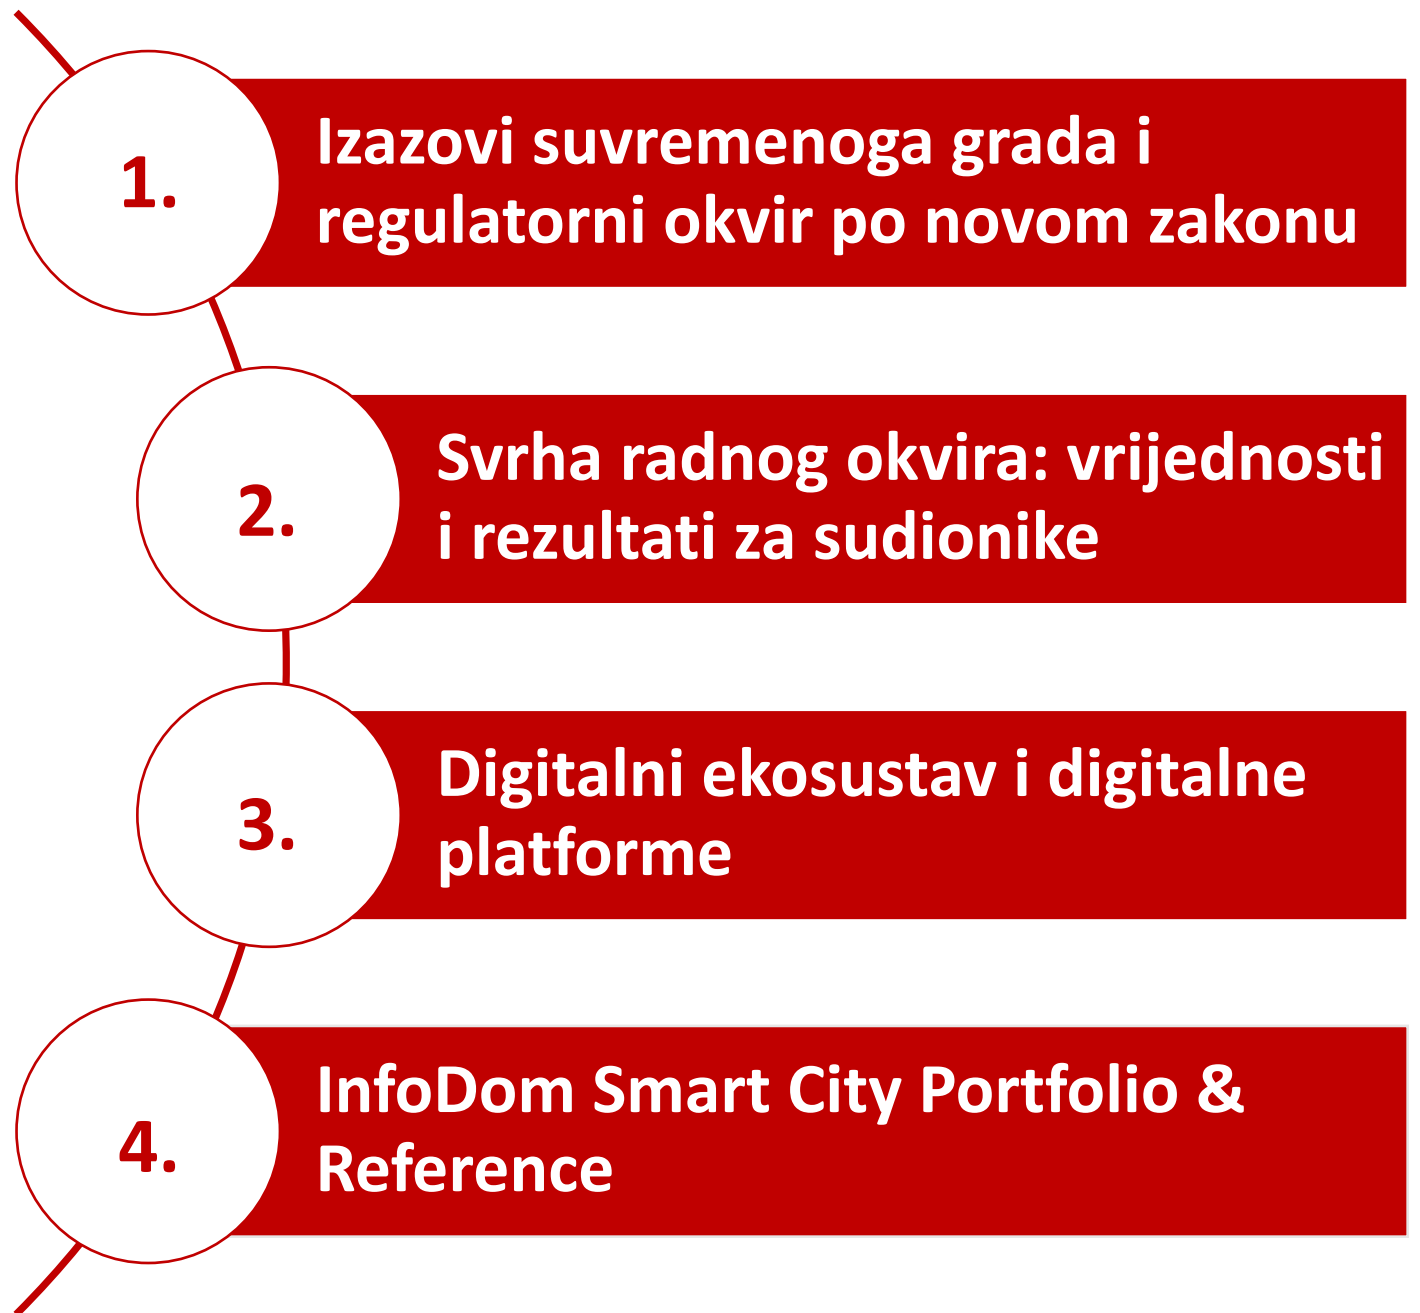 1.
Izazovi suvremenoga grada i
regulatorni okvir po novom zakonu
2.
Svrha radnog okvira: vrijednosti
i rezultati za sudionike
3.
Digitalni ekosustav i digitalne
platforme
4.
InfoDom Smart City Portfolio &
Reference